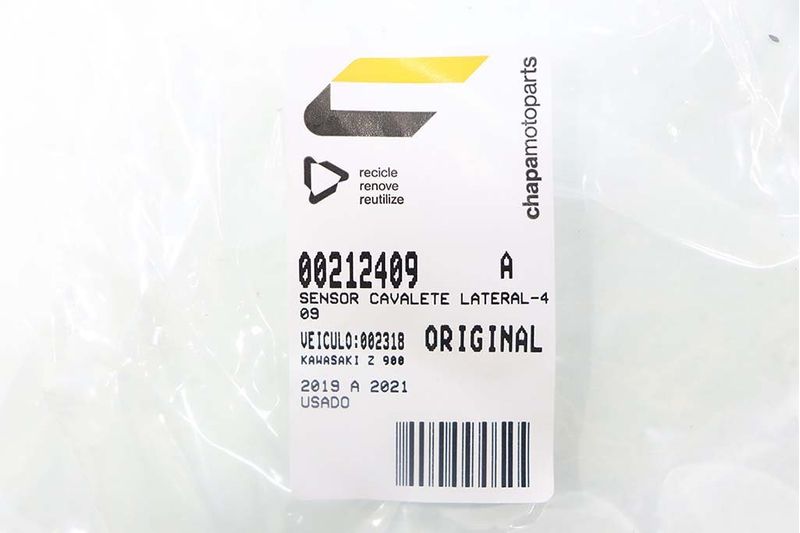 chapamotoparts
recicle
renove
reutilize
00212409 A
SENSOR CAVALETE LATERAL-4
09
VEICULO:002318 ORIGINAL
KAWASAKI Z 900
2019 A 2021
USADO